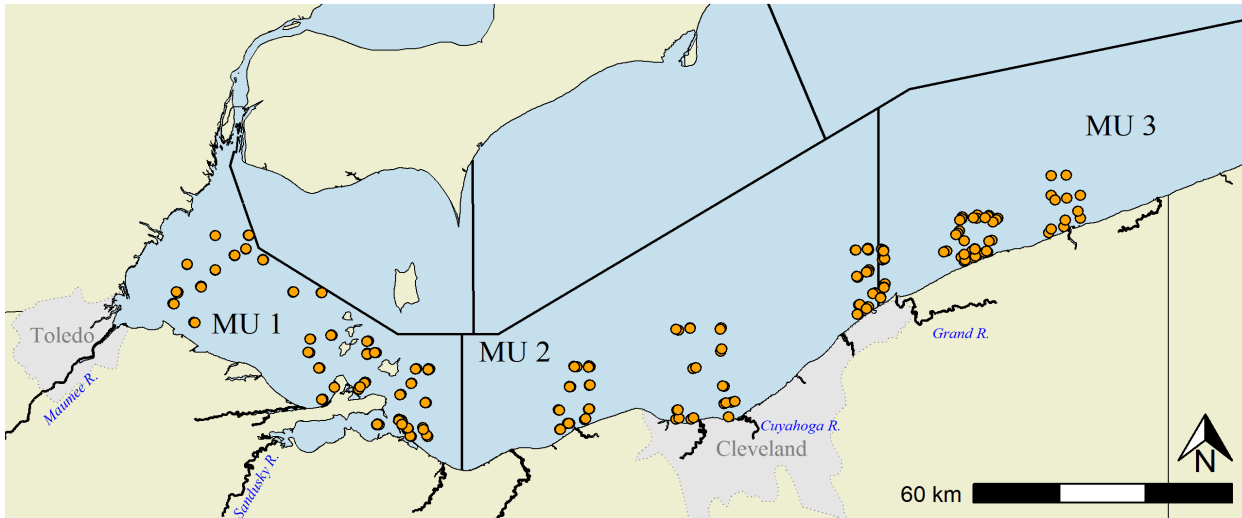 MU 3
Toledo
MU 1
MU 2
Grand R.
Maumee R.
Cuyahoga R.
Cleveland
Sandusky R.
N
60 km